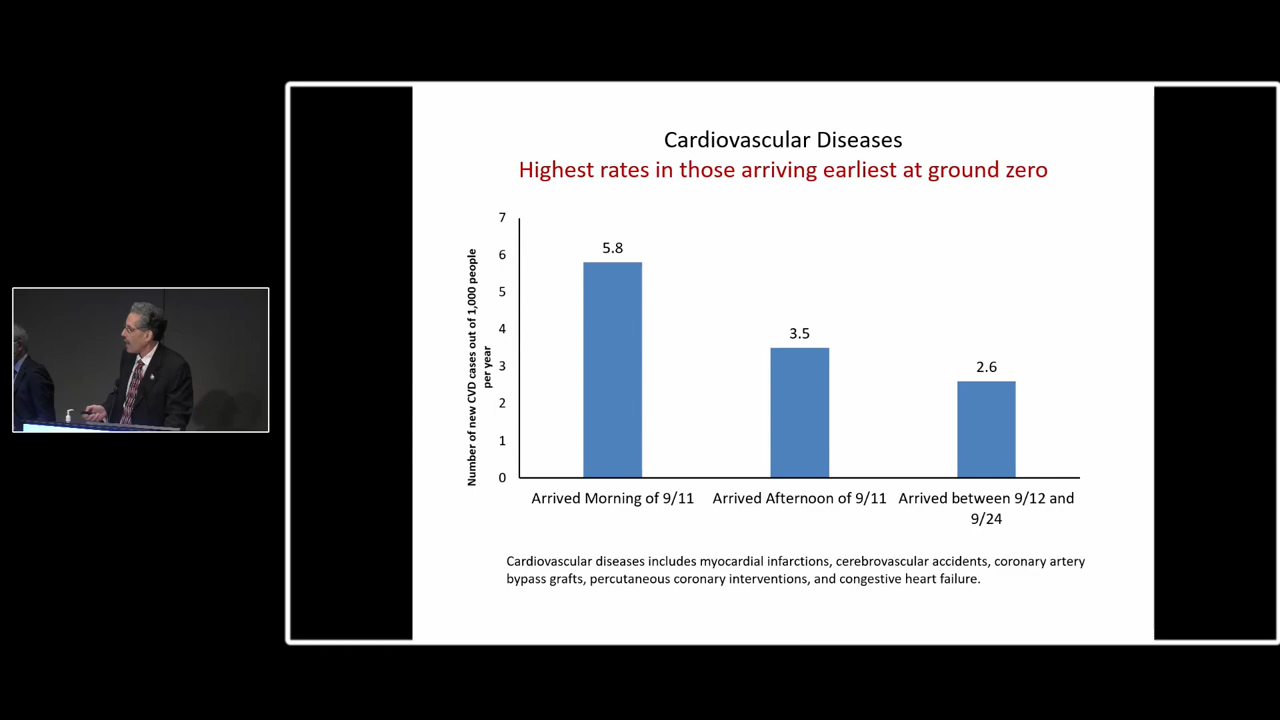 Cardiovascular Diseases
Highest rates in those arriving earliest at ground zero
Number of new CVD cases out of 1,000 people
per year
7
6
5
4
3
2
1
0
5.8
3.5
2.6
Arrived Morning of 9/11
Arrived Afternoon of 9/11
Arrived between 9/12 and
9/24
Cardiovascular diseases includes myocardial infarctions, cerebrovascular accidents, coronary artery
bypass grafts, percutaneous coronary interventions, and congestive heart failure.